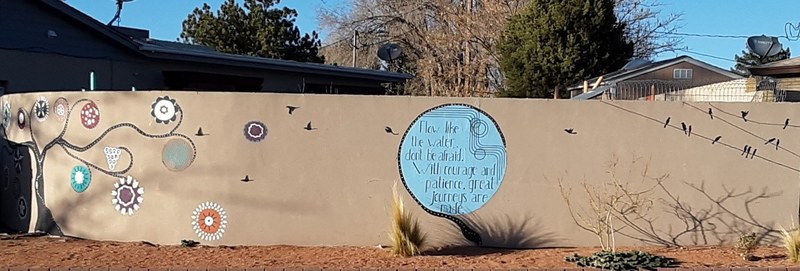 Flow like
the water,
don't be afraid.
With courage and
patience, great
journeys are
made.